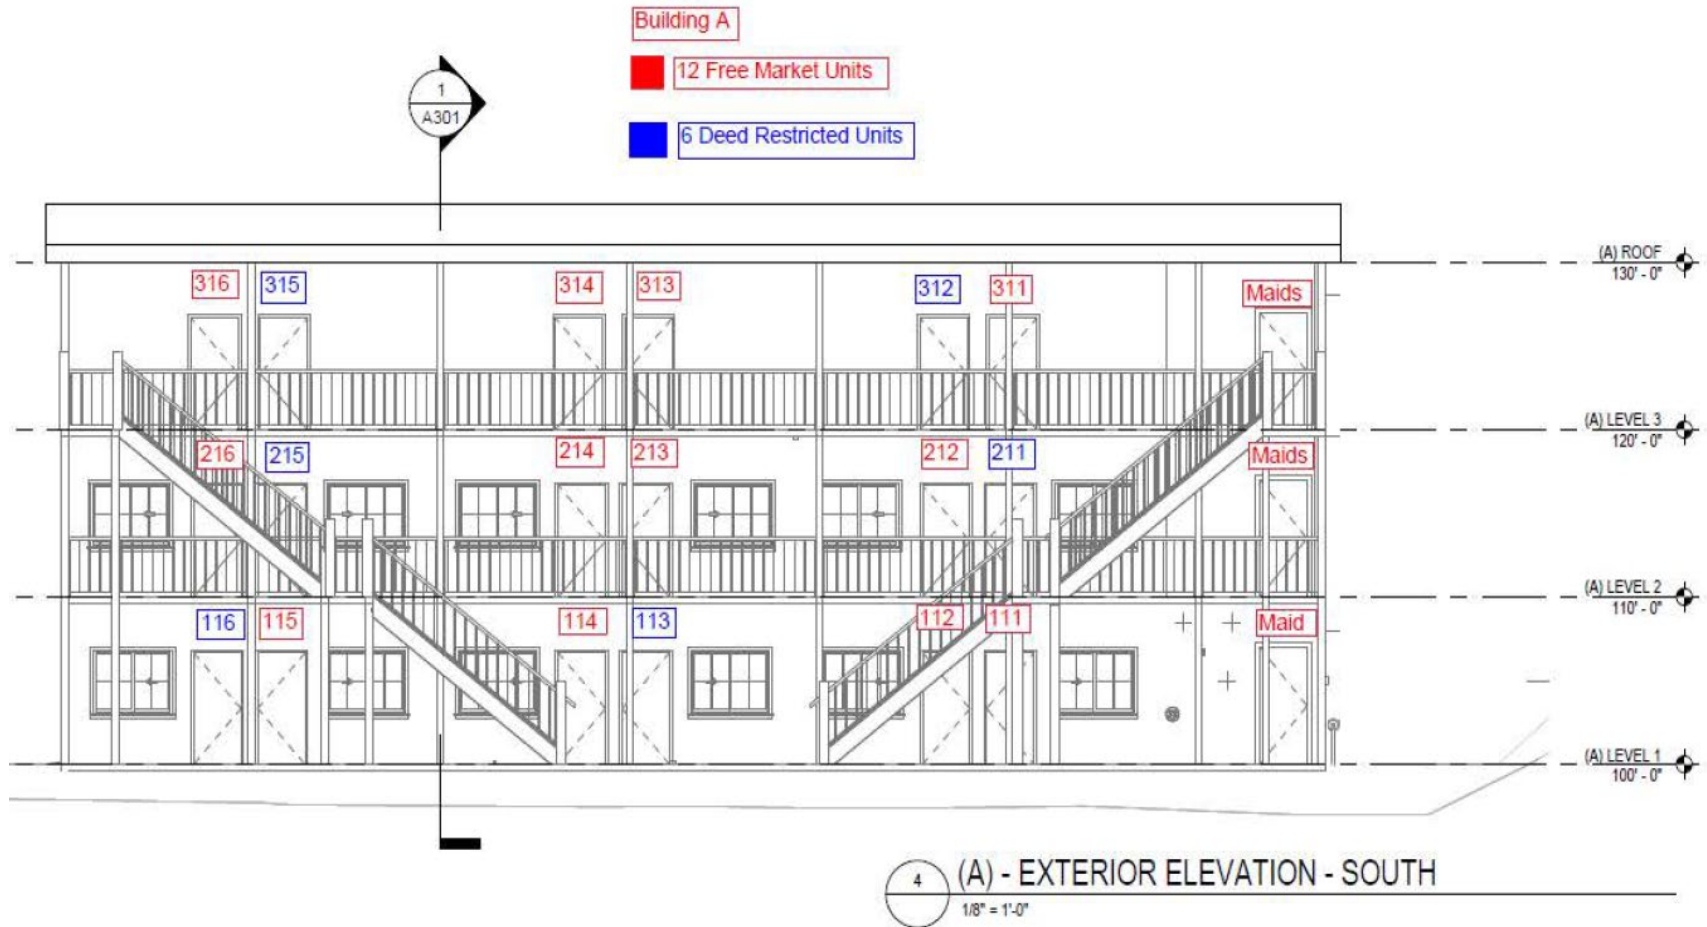 Building A
12 Free Market Units
6 Deed Restricted Units
1
A301
(A) ROOF
130' - 0"
316 315 314 313 312 311 Maids
(A) LEVEL 3
120' - 0"
216 215 214 213 212 211 Maids
(A) LEVEL 2
110' - 0"
116 115 114 113 112 111 Maid
(A) LEVEL 1
100' - 0"
4
(A) - EXTERIOR ELEVATION - SOUTH
1/8" = 1'-0"